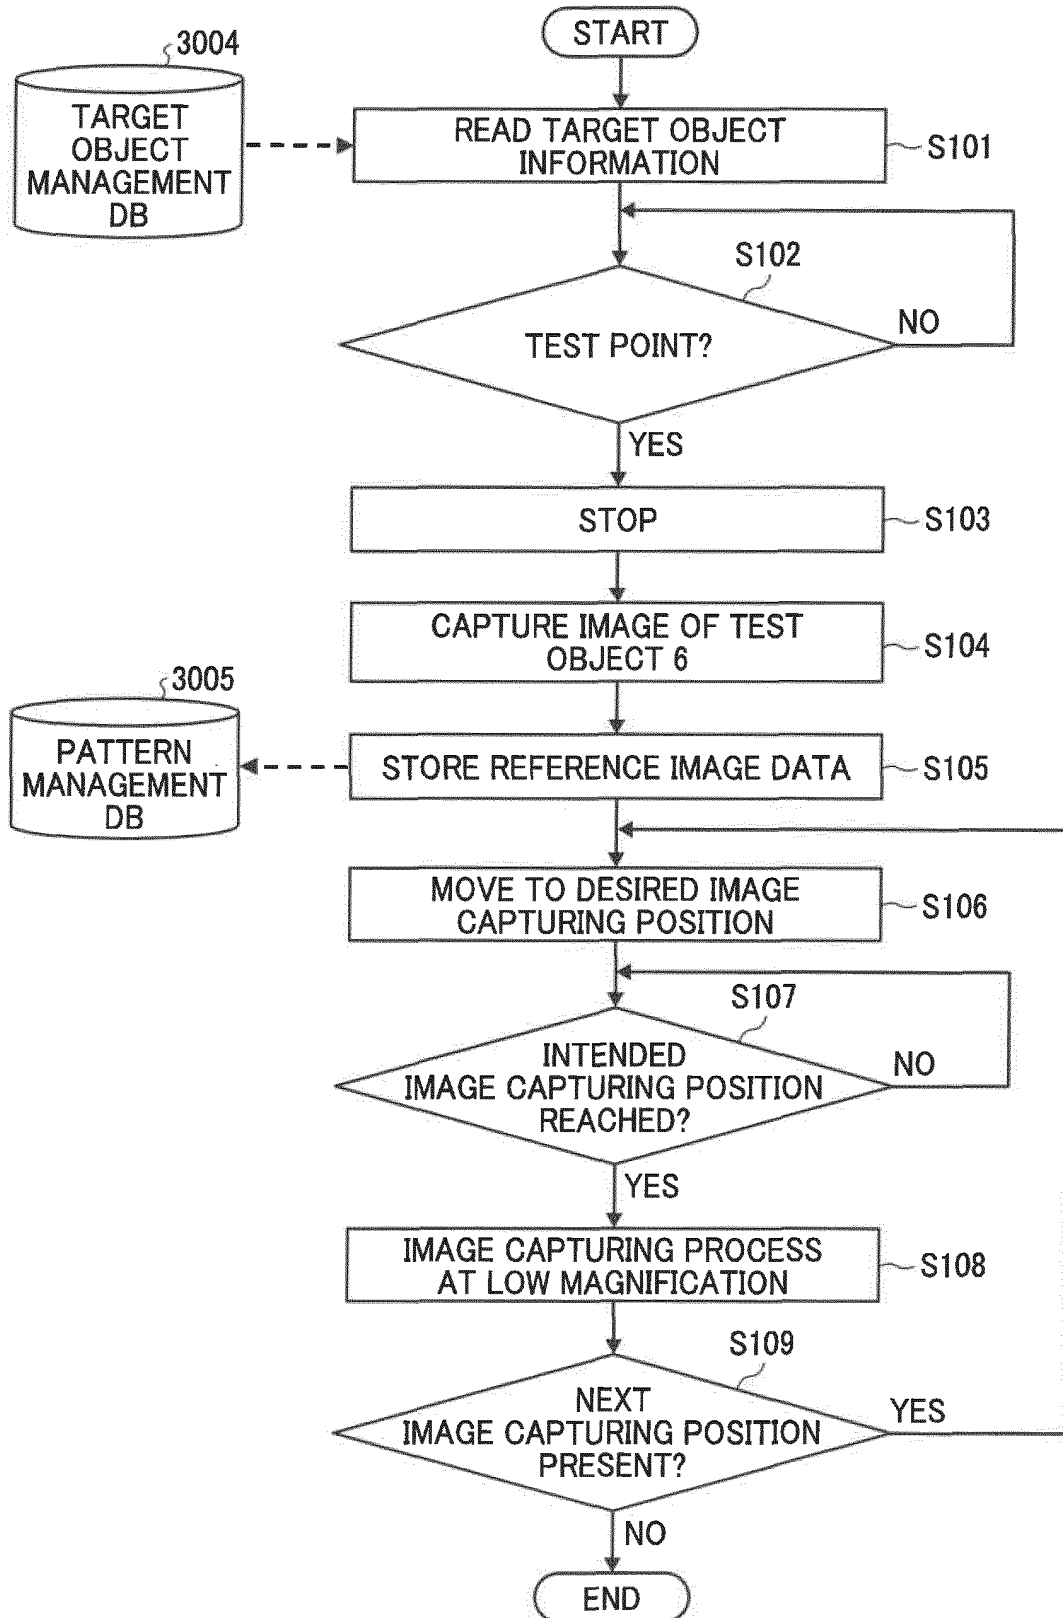 START
3004
TARGET
OBJECT
MANAGEMENT
DB
READ TARGET OBJECT
INFORMATION
S101
S102
TEST POINT?
NO
YES
STOP
S103
CAPTURE IMAGE OF TEST
OBJECT 6
S104
3005
PATTERN
MANAGEMENT
DB
STORE REFERENCE IMAGE DATA
S105
MOVE TO DESIRED IMAGE
CAPTURING POSITION
S106
S107
INTENDED
IMAGE CAPTURING POSITION
REACHED?
NO
YES
IMAGE CAPTURING PROCESS
AT LOW MAGNIFICATION
S108
S109
NEXT
IMAGE CAPTURING POSITION
PRESENT?
YES
NO
END